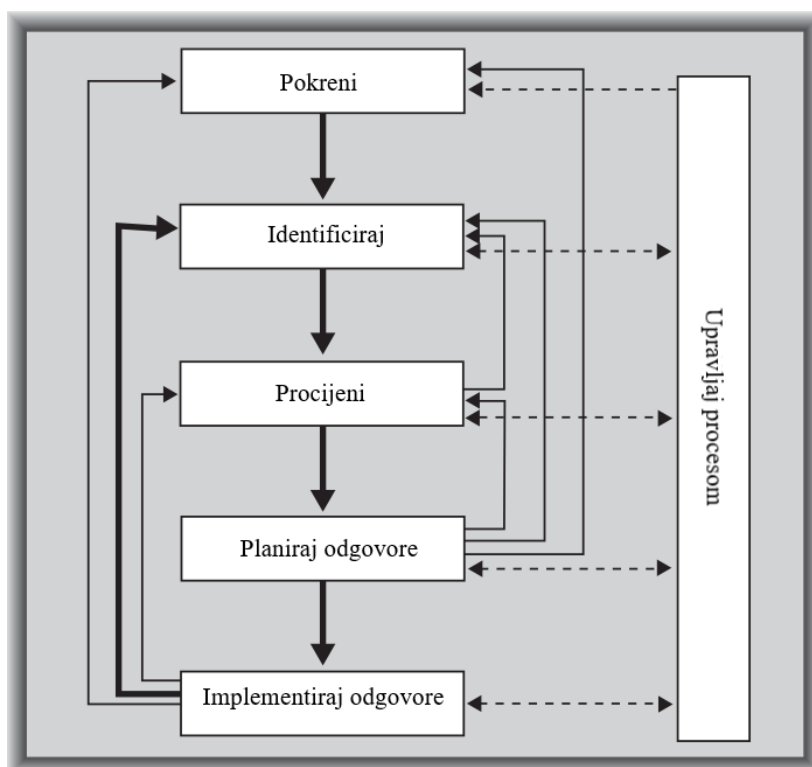 Pokreni
Identificiraj
Procijeni
Planiraj odgovore
Implementiraj odgovore
Upravljaj procesom